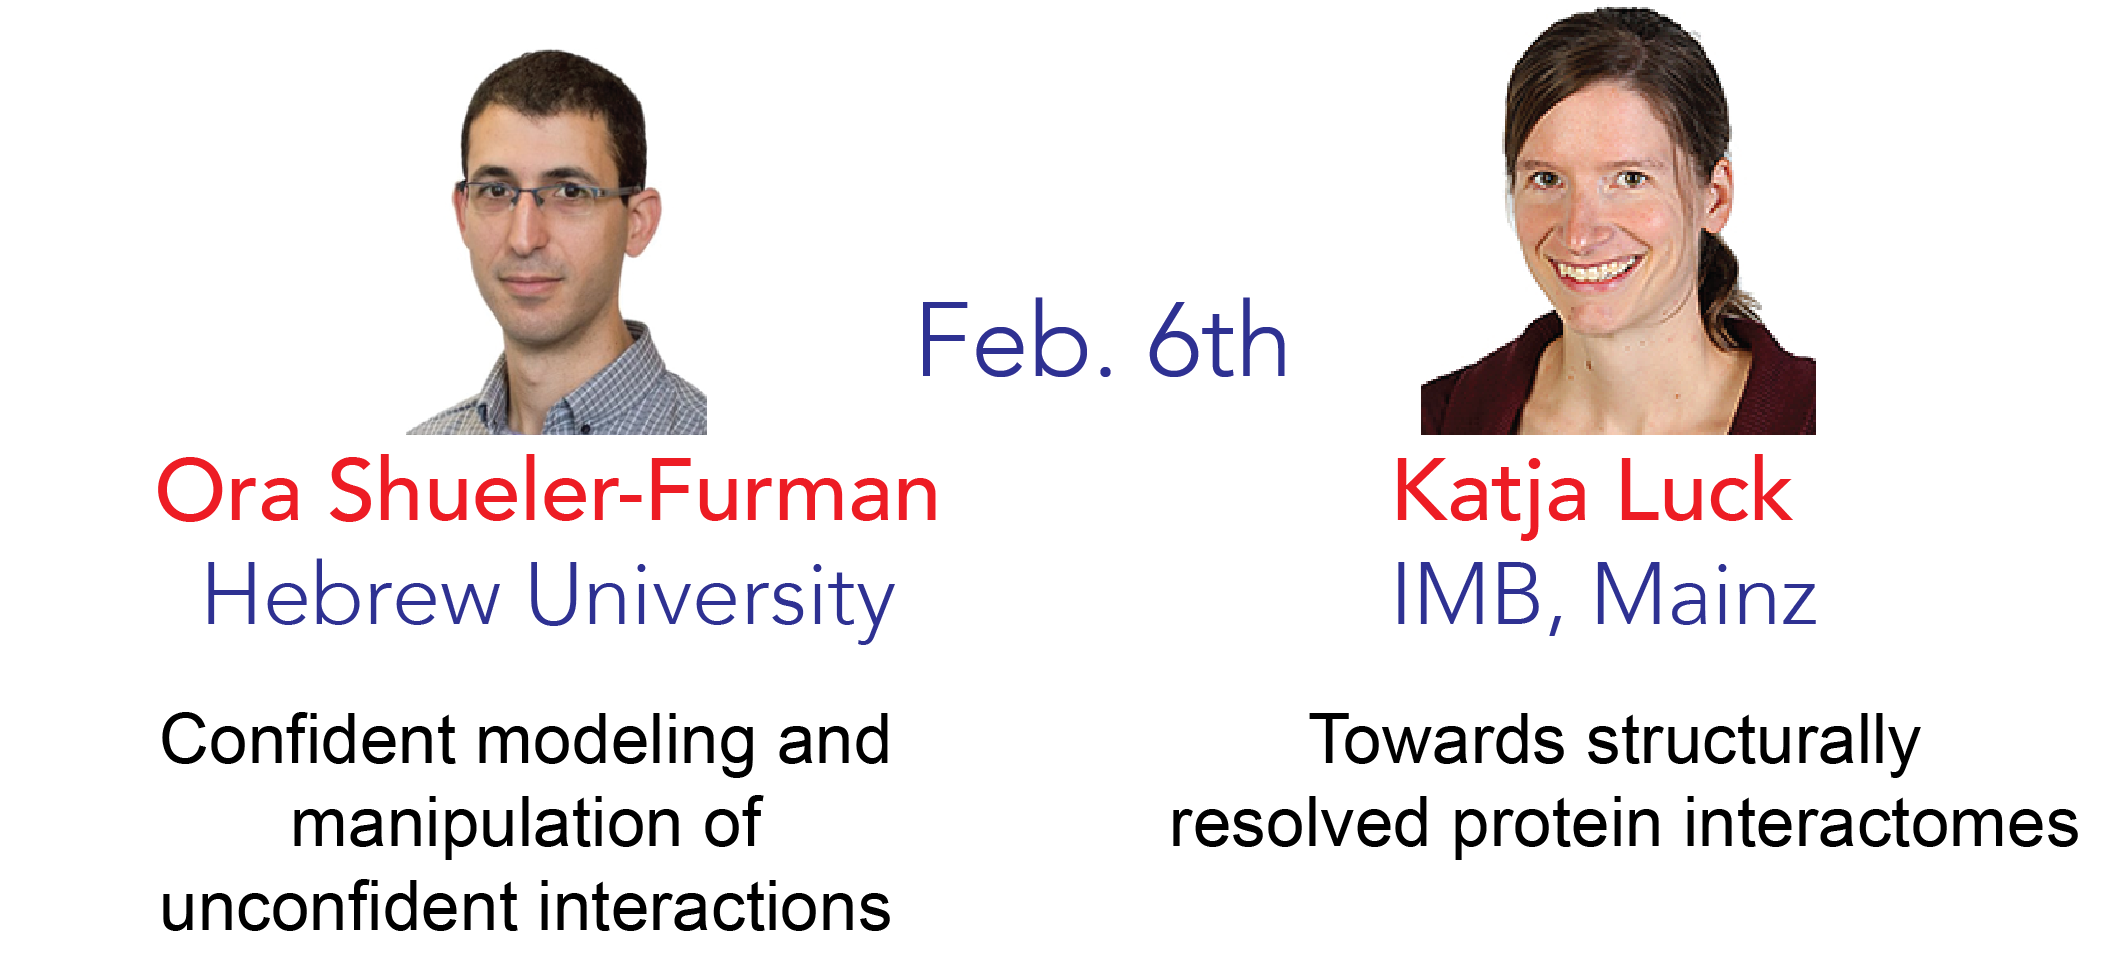 Feb. 6th
Ora Shueler-Furman
Hebrew University
Confident modeling and
manipulation of
unconfident interactions
Katja Luck
IMB, Mainz
Towards structurally
resolved protein interactomes